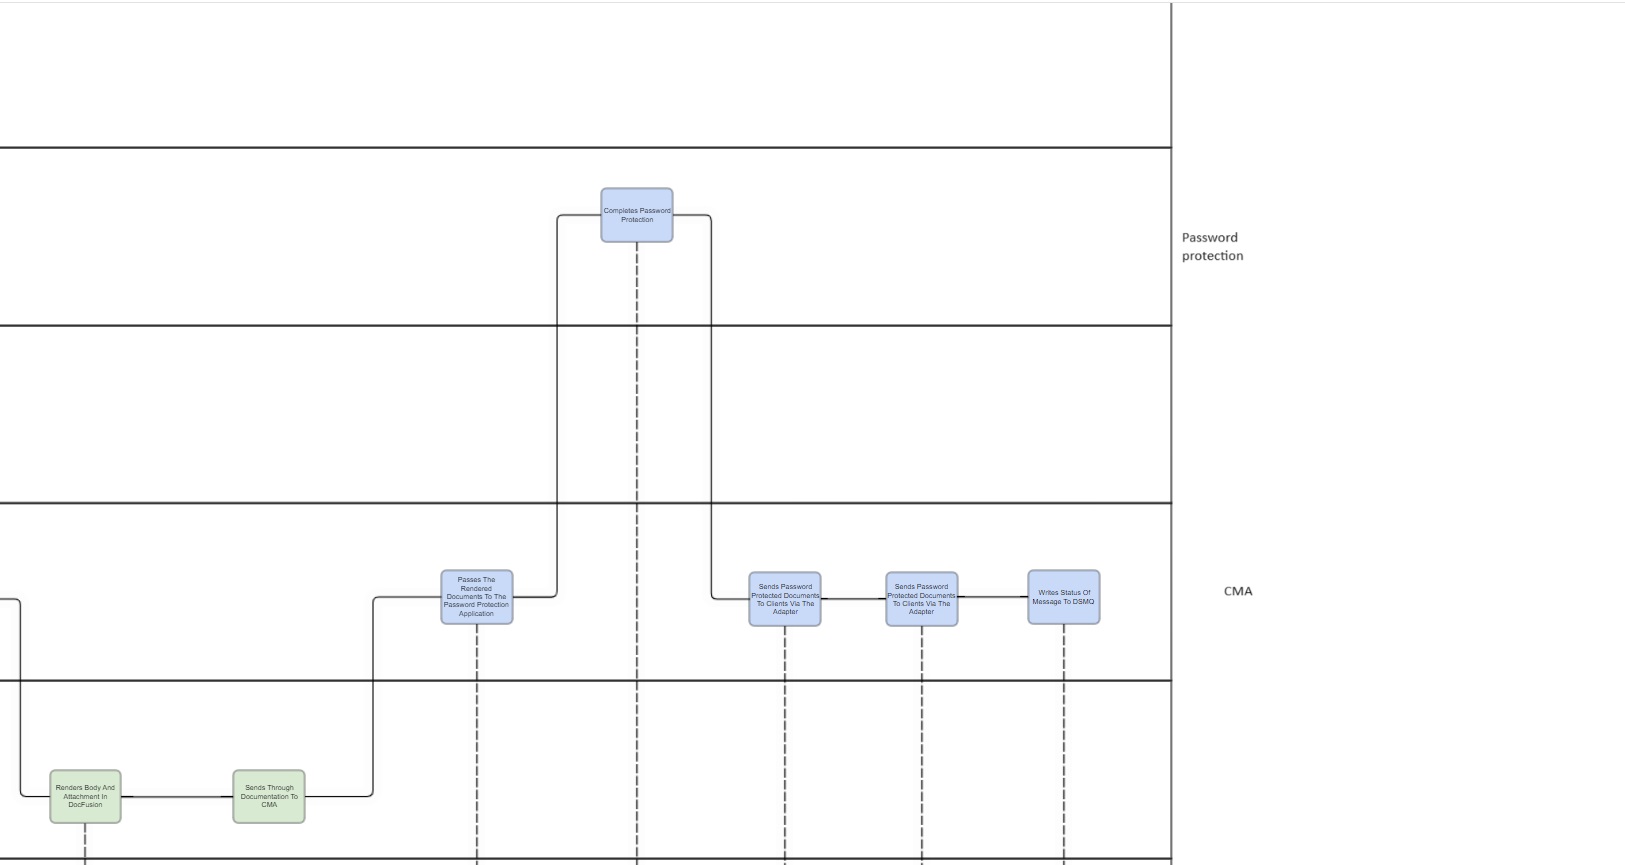 Completes Password
Protection
Password
protection
Passes The
Rendered
Documents To The
Password Protection
Application
Sends Password
Protected Documents
To Clients Via The
Adapter
Sends Password
Protected Documents
To Clients Via The
Adapter
Writes Status Of
Message To DSMQ
CMA
Renders Body And
Attachment In
DocFusion
Sends Through
Documentation To
CMA